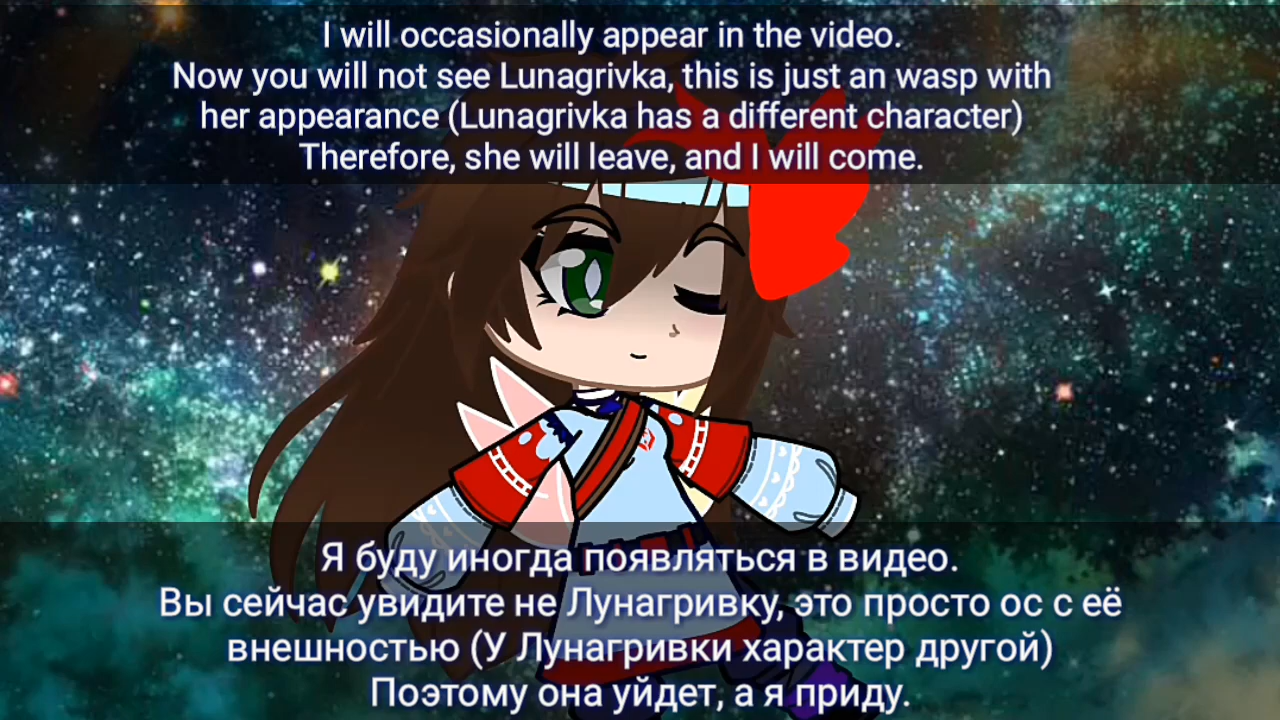 I will occasionally appear in the video.
Now you will not see Lunagrivka, this is just an wasp with
her appearance (Lunagrivka has a different character)
Therefore, she will leave, and I will come.
Я буду иногда появляться в видео.
Вы сейчас увидите не Лунагривку, это просто ос с её
внешностью (У Лунагривки характер другой)
Поэтому она уйдет, а я приду.